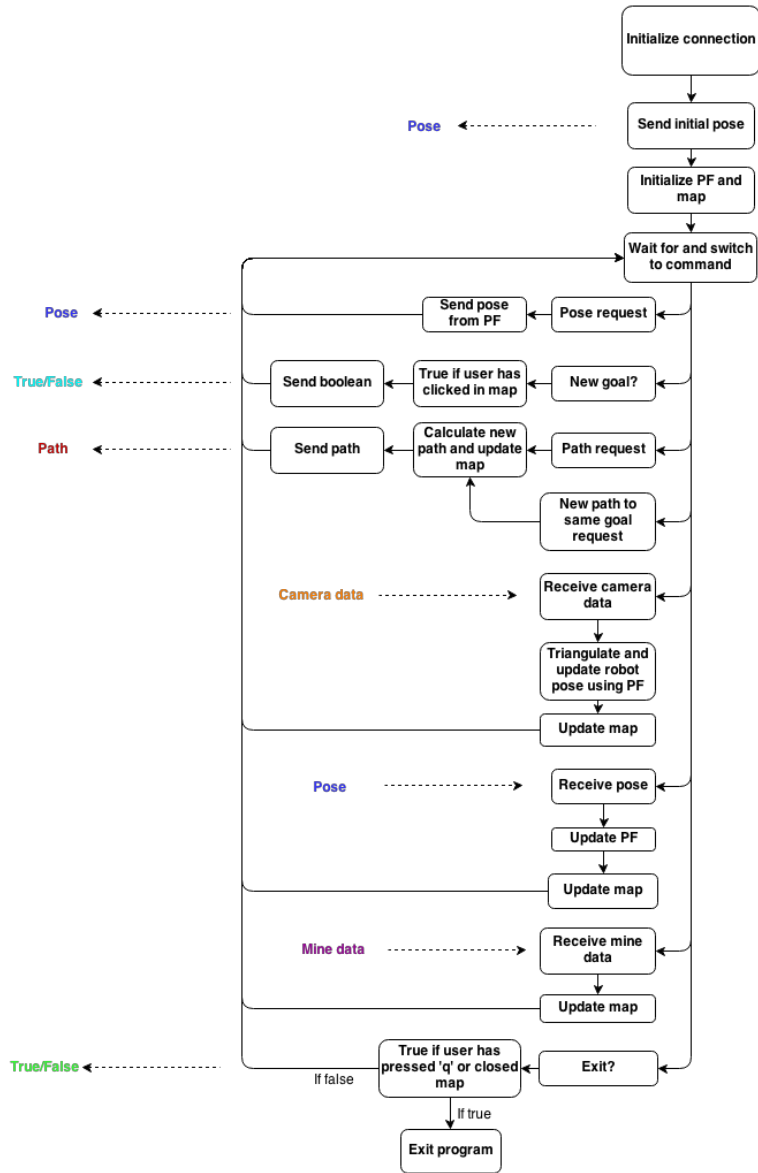 Initialize connection
Pose
Send initial pose
Initialize PF and
map
Wait for and switch
to command
Pose
Send pose
from PF
Pose request
True/False
Send boolean
True if user has
clicked in map
New goal?
Path
Send path
Calculate new
path and update
map
Path request
New path to
same goal
request
Camera data
Receive camera
data
Triangulate and
update robot
pose using PF
Update map
Pose
Receive pose
Update PF
Update map
Mine data
Receive mine
data
Update map
True/False
If false
True if user has
pressed 'q' or closed
map
Exit?
If true
Exit program